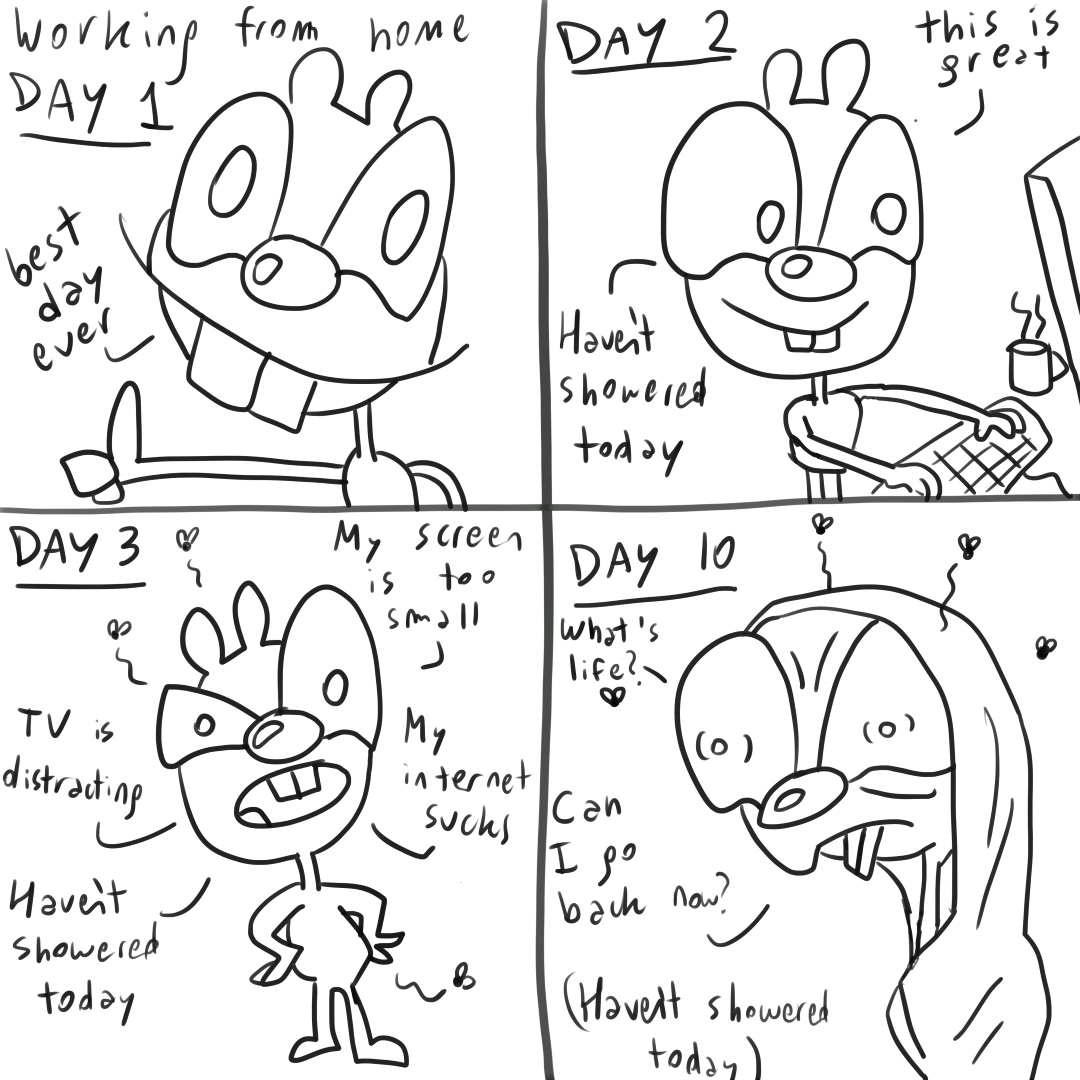 Working from home
DAY 1
best
day
ever
DAY 2
this is
great
Haven't
showered
today
DAY 3
My screen
is too
small
TV is
distracting
My
internet
sucks
Haven't
showered
today
DAY 10
What's
life?
Can
I go
back now?
(Haven't showered
today)